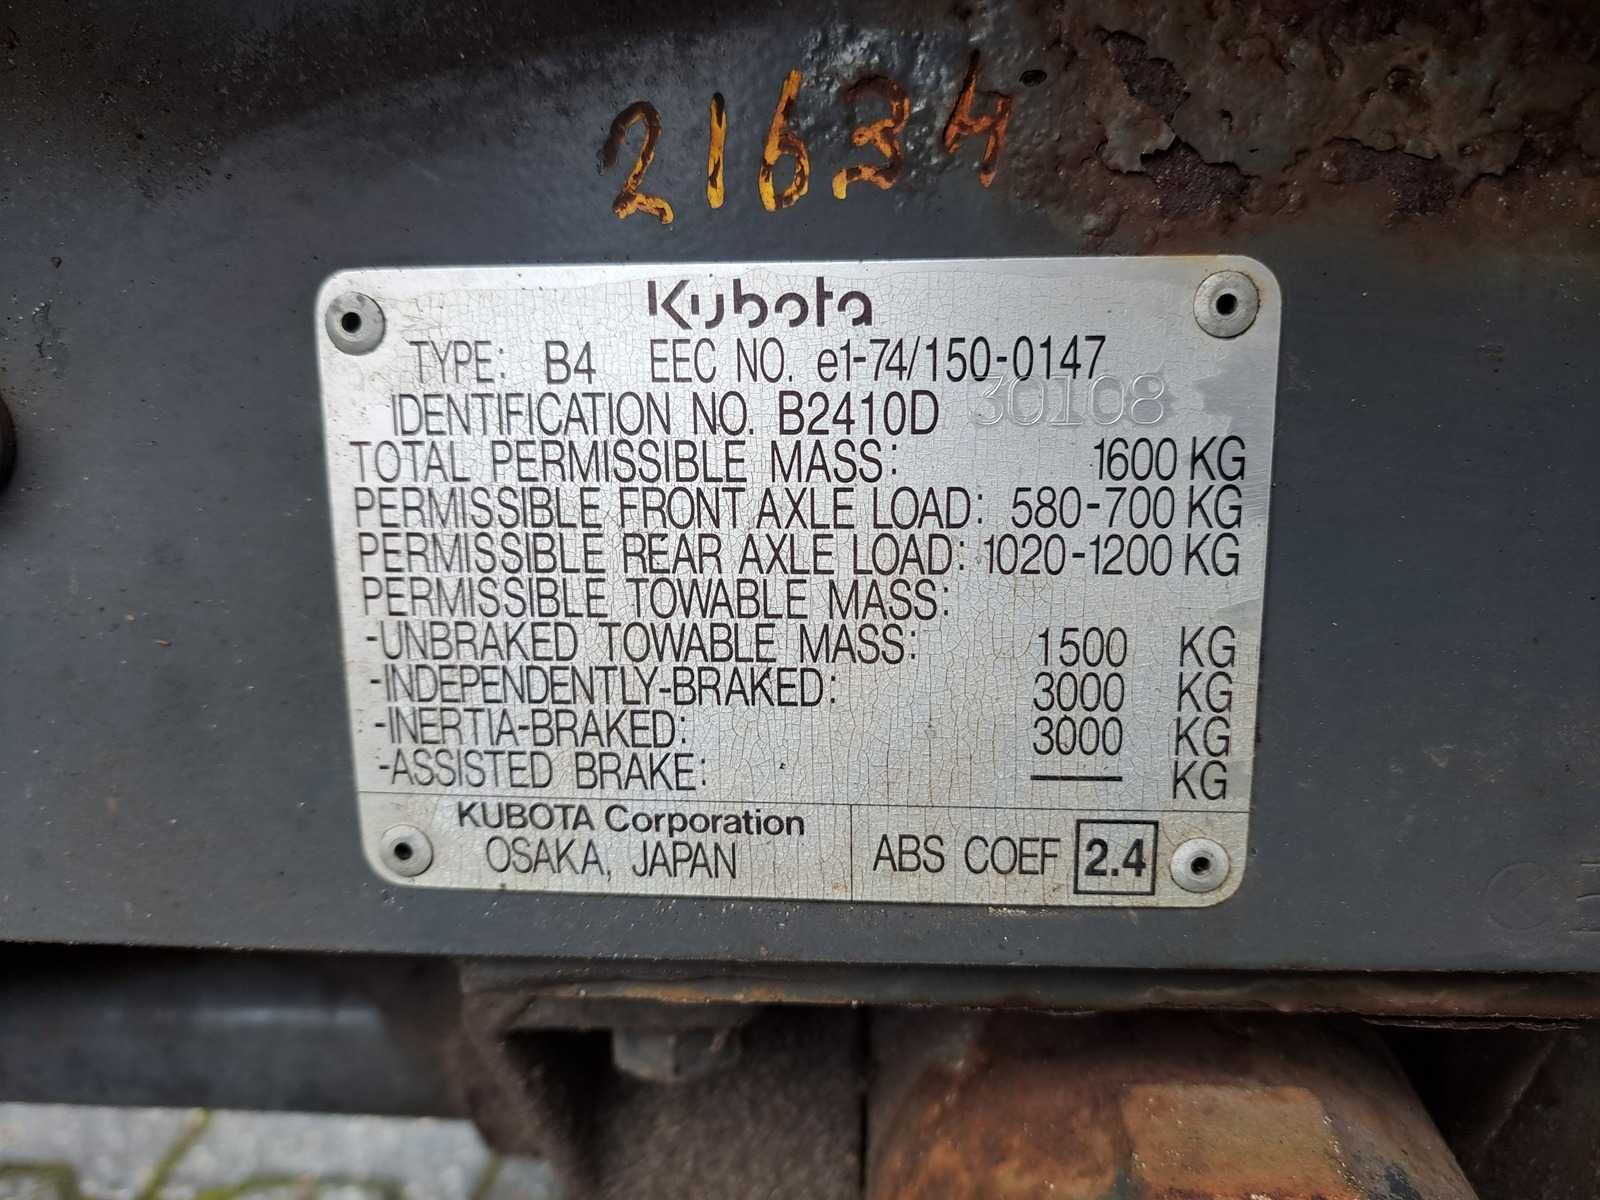 21634
Kubota
TYPE: B4 EEC NO. e1-74/150-0147
IDENTIFICATION NO. B2410D 30108
TOTAL PERMISSIBLE MASS: 1600 KG
PERMISSIBLE FRONT AXLE LOAD: 580-700 KG
PERMISSIBLE REAR AXLE LOAD: 1020-1200 KG
PERMISSIBLE TOWABLE MASS:
-UNBRAKED TOWABLE MASS: 1500 KG
-INDEPENDENTLY-BRAKED: 3000 KG
-INERTIA-BRAKED: 3000 KG
-ASSISTED BRAKE: —— KG
KUBOTA Corporation
OSAKA, JAPAN
ABS COEF 2.4